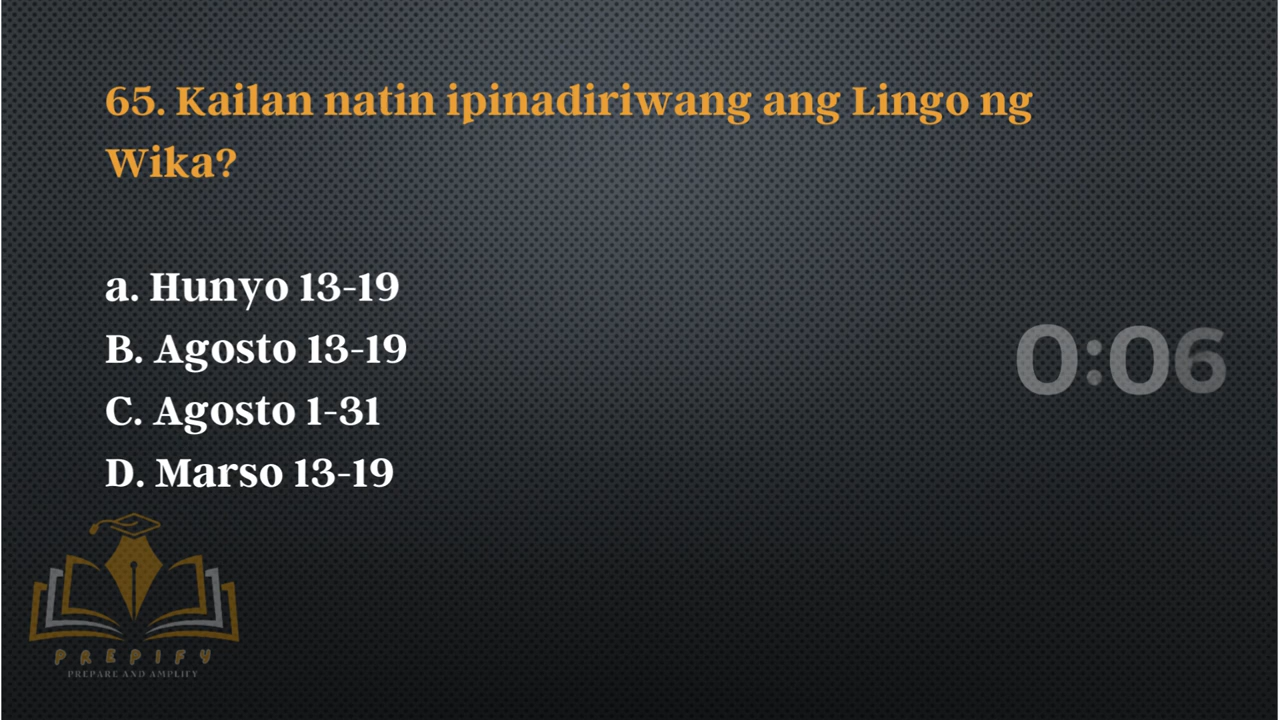 65. Kailan natin ipinadiriwang ang Lingo ng
Wika?
a. Hunyo 13-19
B. Agosto 13-19
C. Agosto 1-31
D. Marso 13-19
0:06
PREPIFY
PREPARE AND AMPLIFY